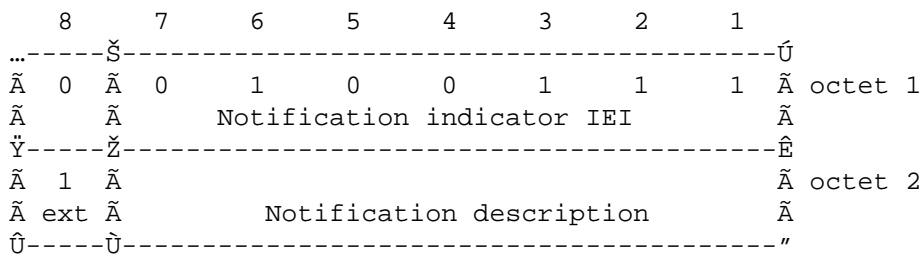 8 7 6 5 4 3 2 1
…-----Š-----------------------------------------Ú
Ã 0 Ã 0 1 0 0 1 1 1 Ã octet 1
Ã Ã Notification indicator IEI Ã
Ÿ-----Ž-----------------------------------------Ê
Ã 1 Ã Ã octet 2
Ã ext Ã Notification description Ã
Û-----Ù-----------------------------------------"